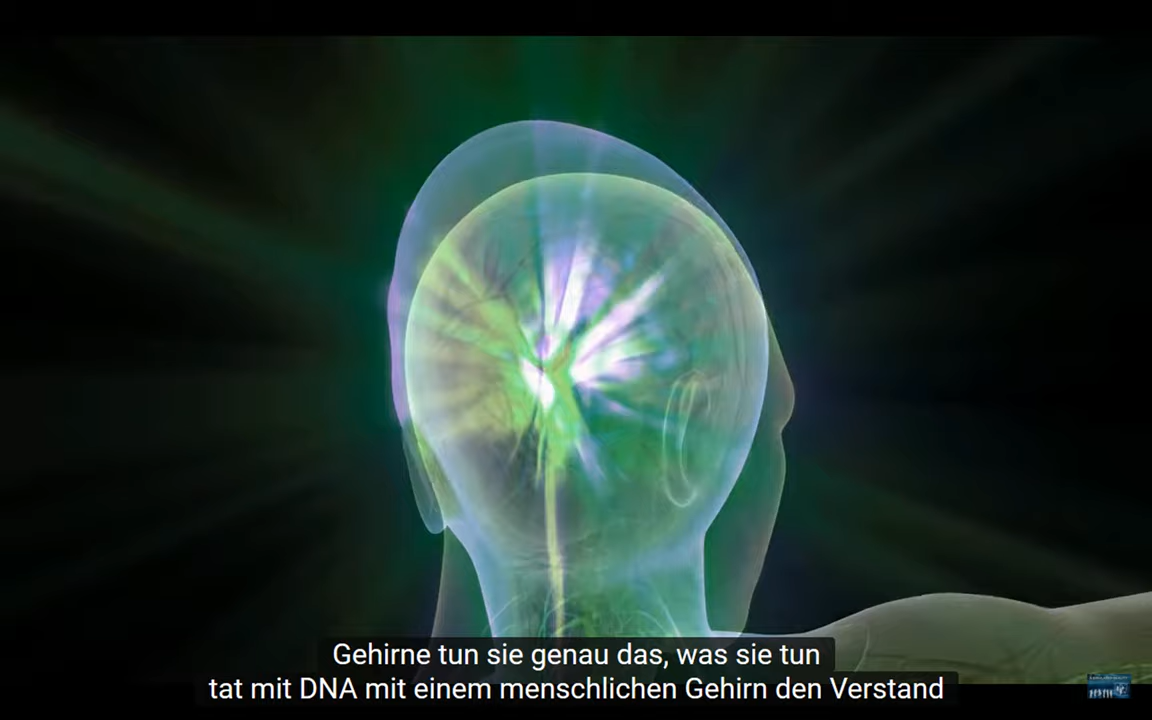 Gehirne tun sie genau das, was sie tun
tat mit DNA mit einem menschlichen Gehirn den Verstand